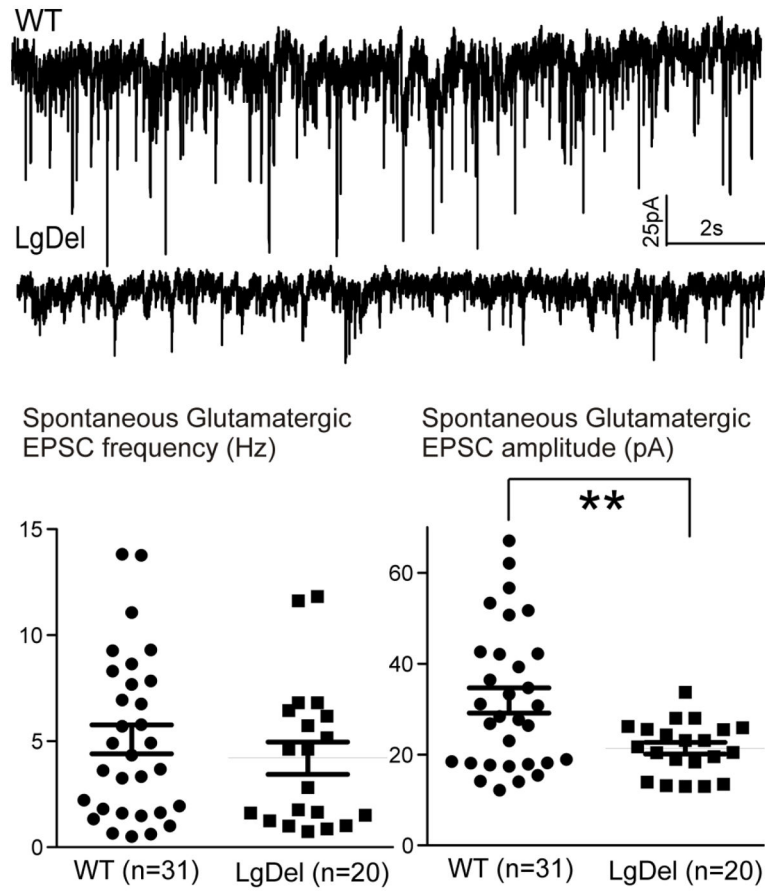 WT
25pA
2s
LgDel
Spontaneous Glutamatergic
EPSC frequency (Hz)
15
10
5
0
WT (n=31)
LgDel (n=20)
Spontaneous Glutamatergic
EPSC amplitude (pA)
**
60
40
20
0
WT (n=31)
LgDel (n=20)